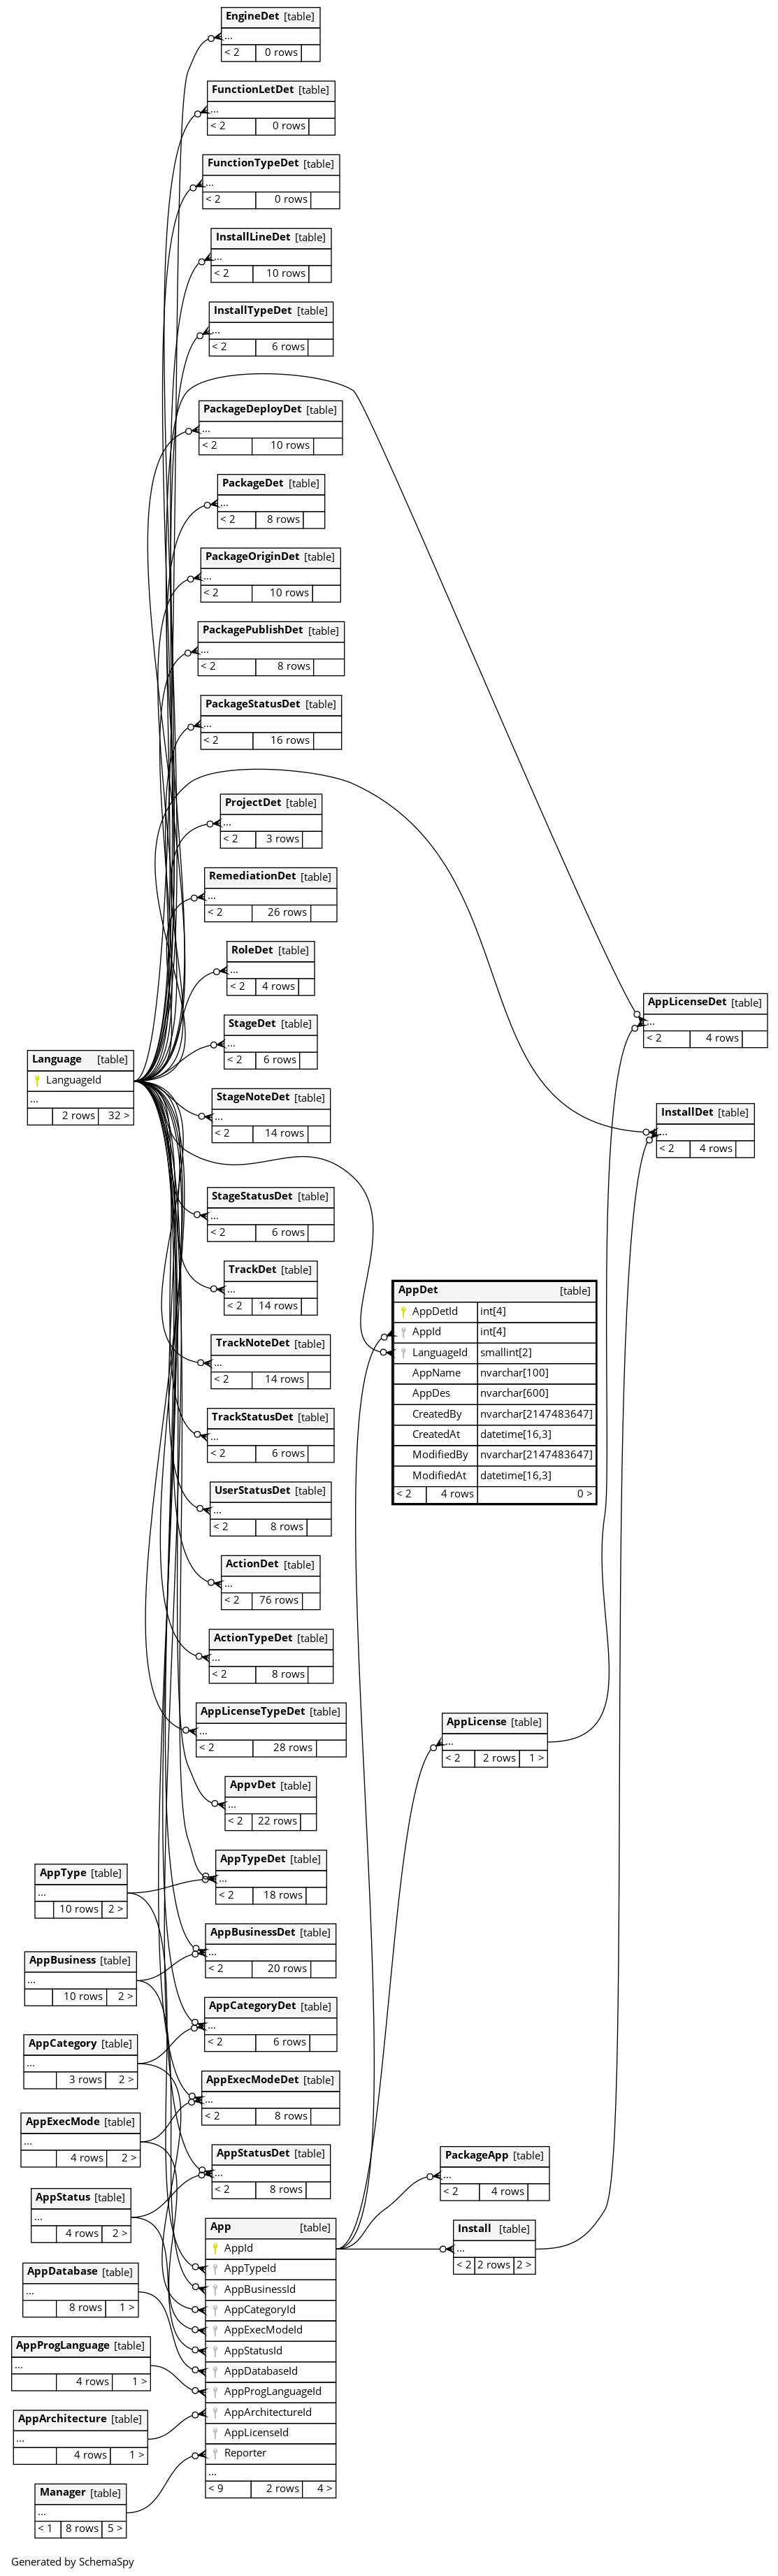 EngineDet [table]
...
< 2 0 rows
FunctionLetDet [table]
...
< 2 0 rows
FunctionTypeDet [table]
...
< 2 0 rows
InstallLineDet [table]
...
< 2 10 rows
InstallTypeDet [table]
...
< 2 6 rows
PackageDeployDet [table]
...
< 2 10 rows
PackageDet [table]
...
< 2 8 rows
PackageOriginDet [table]
...
< 2 10 rows
PackagePublishDet [table]
...
< 2 8 rows
PackageStatusDet [table]
...
< 2 16 rows
ProjectDet [table]
...
< 2 3 rows
RemediationDet [table]
...
< 2 26 rows
RoleDet [table]
...
< 2 4 rows
AppLicenseDet [table]
...
< 2 4 rows
StageDet [table]
...
< 2 6 rows
Language [table]
LanguageId
...
2 rows 32 >
StageNoteDet [table]
...
< 2 14 rows
InstallDet [table]
...
< 2 4 rows
StageStatusDet [table]
...
< 2 6 rows
TrackDet [table]
...
< 2 14 rows
AppDet [table]
AppDetId int[4]
AppId int[4]
LanguageId smallint[2]
AppName nvarchar[100]
AppDes nvarchar[600]
CreatedBy nvarchar[2147483647]
CreatedAt datetime[16,3]
ModifiedBy nvarchar[2147483647]
ModifiedAt datetime[16,3]
< 2 4 rows 0 >
TrackNoteDet [table]
...
< 2 14 rows
TrackStatusDet [table]
...
< 2 6 rows
UserStatusDet [table]
...
< 2 8 rows
ActionDet [table]
...
< 2 76 rows
ActionTypeDet [table]
...
< 2 8 rows
AppLicenseTypeDet [table]
...
< 2 28 rows
AppLicense [table]
...
< 2 2 rows 1 >
AppvDet [table]
...
< 2 22 rows
AppTypeDet [table]
...
< 2 18 rows
AppType [table]
...
10 rows 2 >
AppBusinessDet [table]
...
< 2 20 rows
AppBusiness [table]
...
10 rows 2 >
AppCategoryDet [table]
...
< 2 6 rows
AppCategory [table]
...
3 rows 2 >
AppExecModeDet [table]
...
< 2 8 rows
AppExecMode [table]
...
4 rows 2 >
AppStatusDet [table]
...
< 2 8 rows
PackageApp [table]
...
< 2 4 rows
AppStatus [table]
...
4 rows 2 >
Install [table]
...
< 2 2 rows 2 >
App [table]
AppId
AppTypeId
AppBusinessId
AppCategoryId
AppExecModeId
AppStatusId
AppDatabaseId
AppProgLanguageId
AppArchitectureId
AppLicenseId
Reporter
...
< 9 2 rows 4 >
AppDatabase [table]
...
8 rows 1 >
AppProgLanguage [table]
...
4 rows 1 >
AppArchitecture [table]
...
4 rows 1 >
Manager [table]
...
< 1 8 rows 5 >
Generated by SchemaSpy